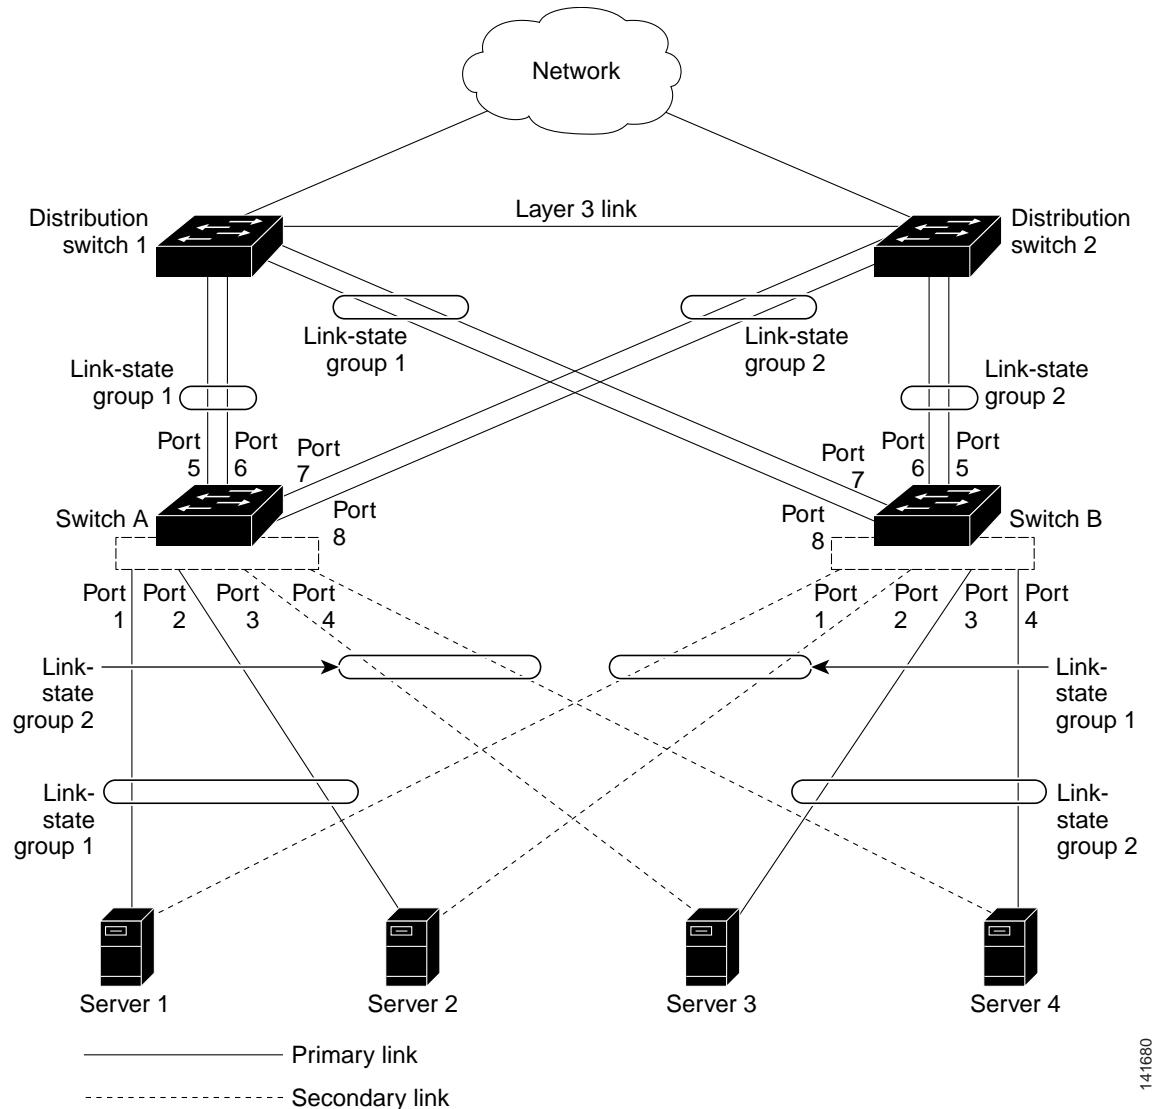 Network
Layer 3 link
Distribution
switch 1
Distribution
switch 2
Link-state
group 1
Link-state
group 2
Link-state
group 1
Link-state
group 2
Port
5
Port
6
Port
7
Port
8
Port
7
Port
6
Port
5
Port
8
Switch A
Switch B
Port
1
Port
2
Port
3
Port
4
Port
1
Port
2
Port
3
Port
4
Link-
state
group 2
Link-
state
group 1
Link-
state
group 1
Link-
state
group 2
Server 1
Server 2
Server 3
Server 4
Primary link
Secondary link
141680